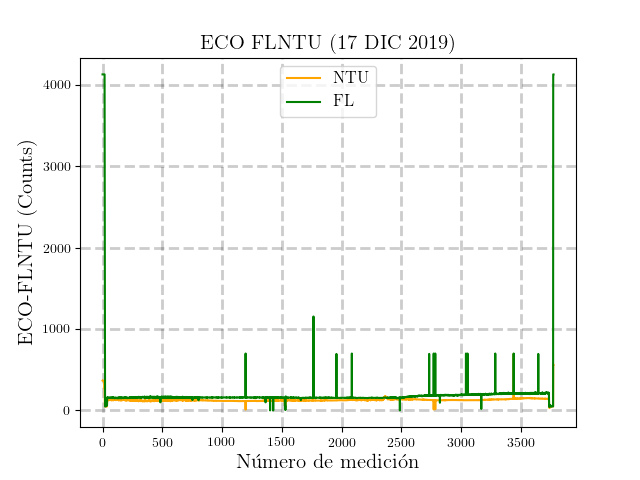 ECO FLNTU (17 DIC 2019)
NTU
FL
ECO-FLNTU (Counts)
4000
3000
2000
1000
0
0 500 1000 1500 2000 2500 3000 3500
Número de medición